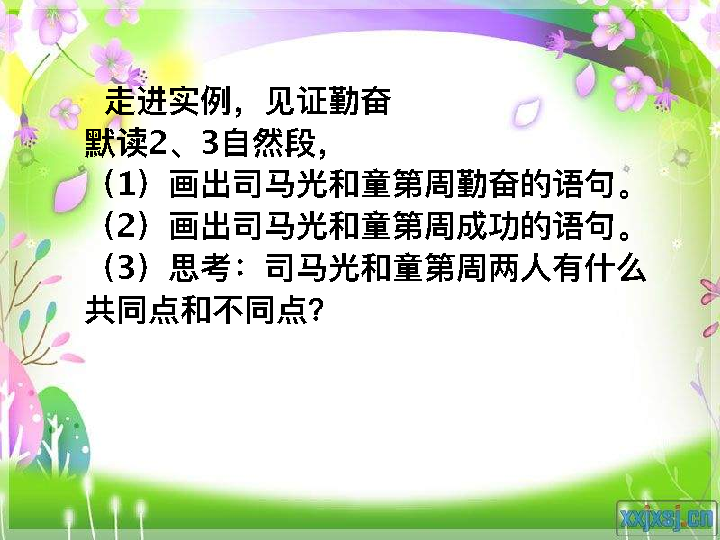 走进实例，见证勤奋
默读2、3自然段，
（1）画出司马光和童第周勤奋的语句。
（2）画出司马光和童第周成功的语句。
（3）思考：司马光和童第周两人有什么
共同点和不同点？
xxjxsj.cn